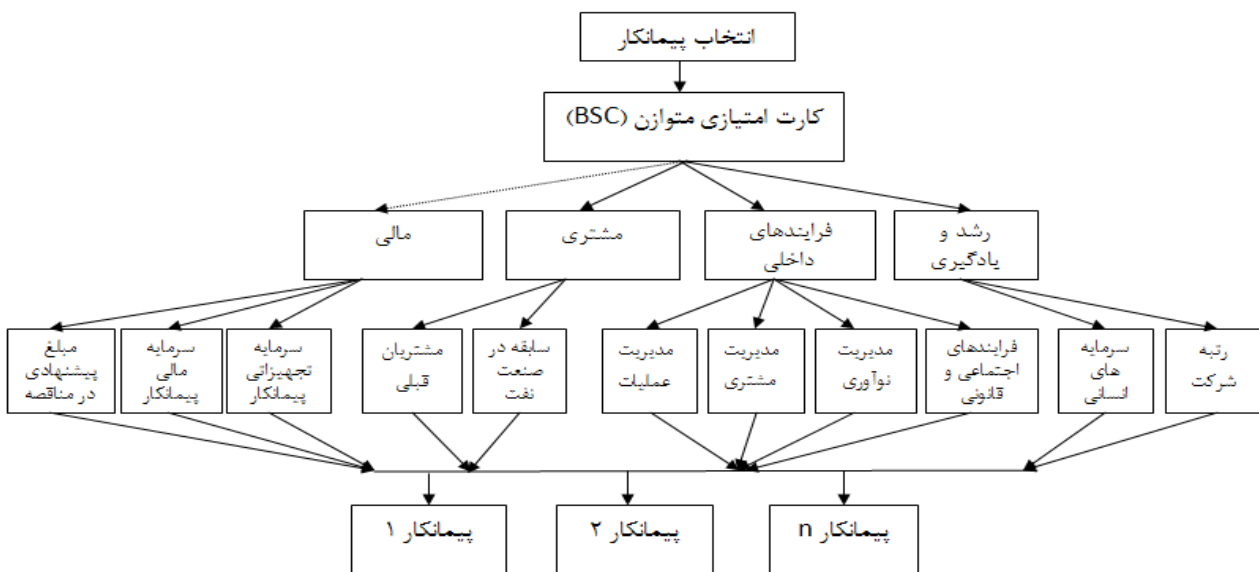 انتخاب پیمانکار
کارت امتیازی متوازن (BSC)
رشد و
یادگیری
فرایندهای
داخلی
مشتری
مالی
رتبه
شرکت
سرمایه
های
انسانی
فرایندهای
اجتماعی و
قانونی
مدیریت
نوآوری
مدیریت
مشتری
مدیریت
عملیات
سابقه در
صنعت
نفت
مشتریان
قبلی
سرمایه
تجهیزاتی
پیمانکار
سرمایه
مالی
پیمانکار
مبلغ
پیشنهادی
در مناقصه
پیمانکار n
پیمانکار ۲
پیمانکار ۱